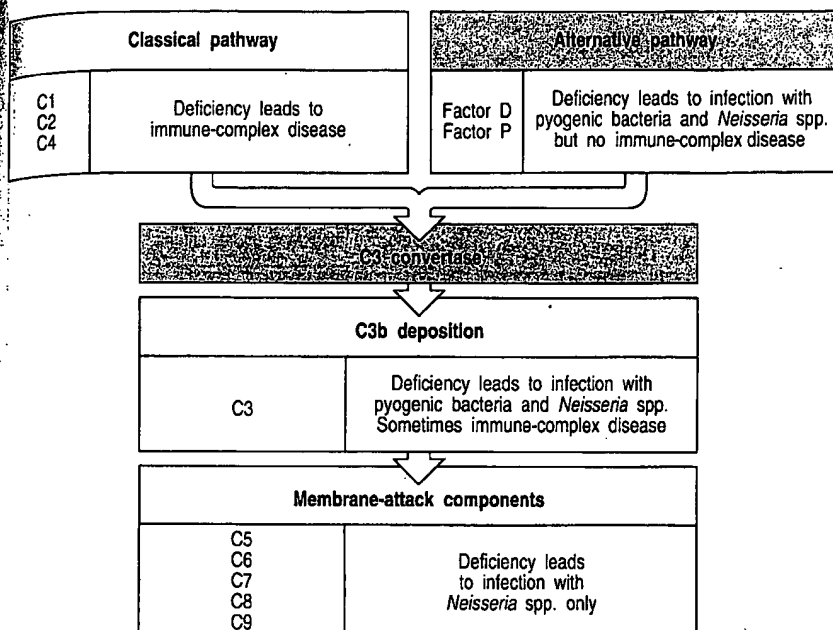 Classical pathway
C1
C2
C4
Deficiency leads to
immune-complex disease
Alternative pathway
Factor D
Factor P
Deficiency leads to infection with
pyogenic bacteria and Neisseria spp.
but no immune-complex disease
C3 convertase
C3b deposition
C3
Deficiency leads to infection with
pyogenic bacteria and Neisseria spp.
Sometimes immune-complex disease
Membrane-attack components
C5
C6
C7
C8
C9
Deficiency leads
to infection with
Neisseria spp. only